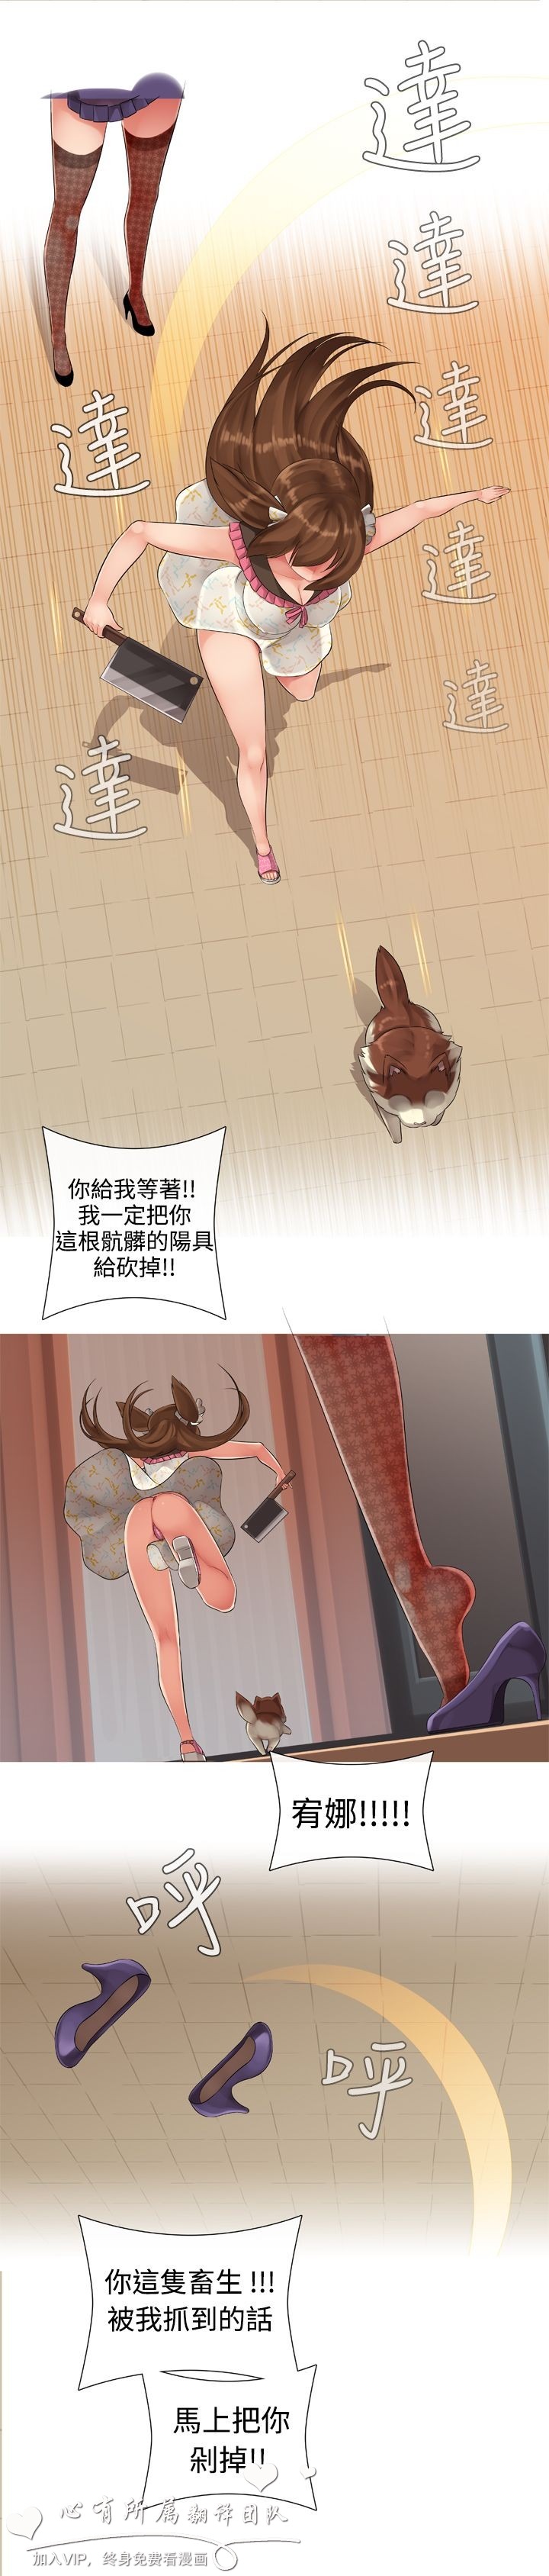 達
達
達
達
達
達
達
你給我等著!!
我一定把你
這根骯髒的陽具
給砍掉!!
宥娜!!!!!
呼
呼
你這隻畜生 !!!
被我抓到的話
馬上把你
剁掉!!
心有所属翻译团队
加入VIP，终身免费看漫画